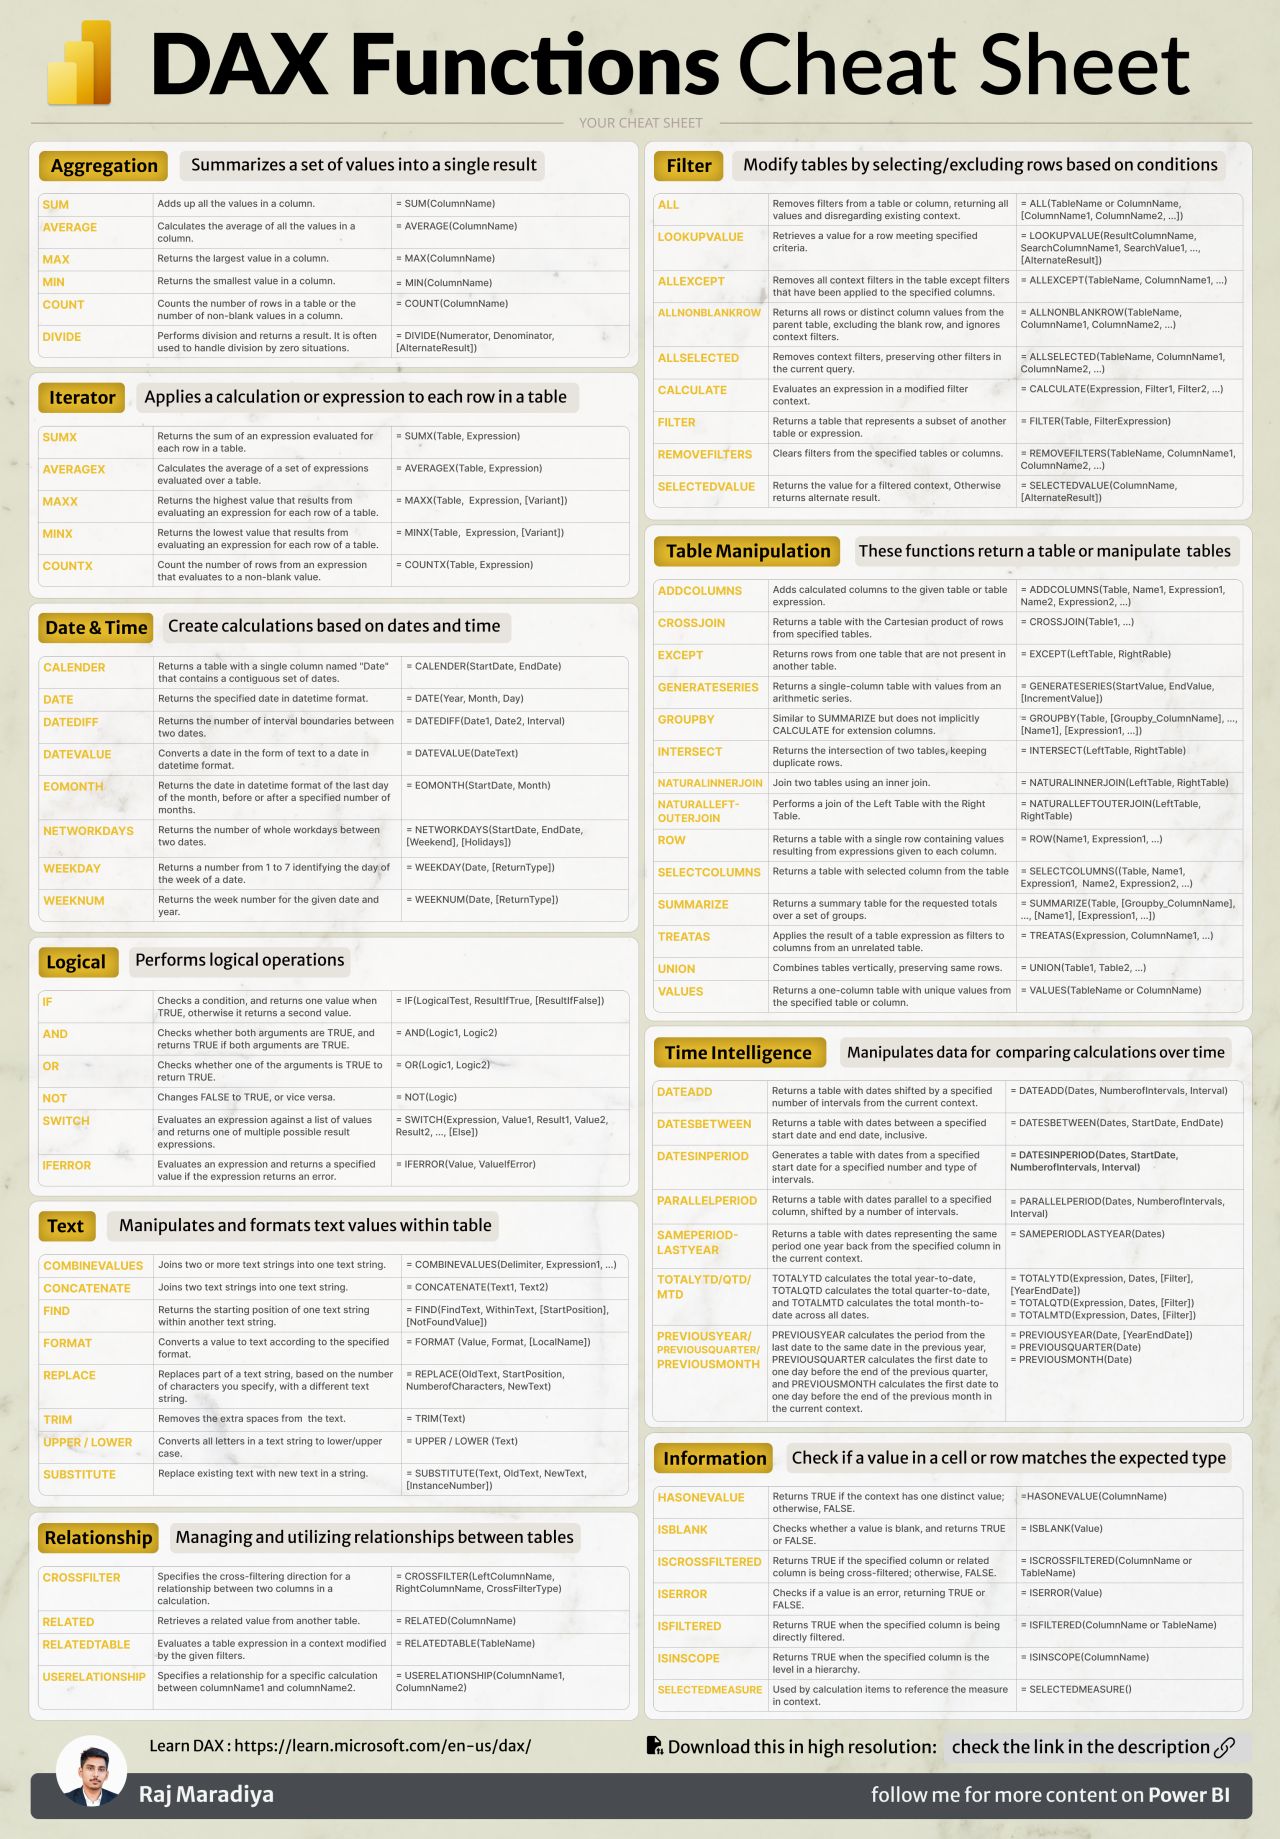 DAX Functions Cheat Sheet
YOUR CHEAT SHEET
Aggregation
Summarizes a set of values into a single result
SUM
Adds up all the values in a column.
= SUM(ColumnName)
AVERAGE
Calculates the average of all the values in a
column.
= AVERAGE(ColumnName)
MAX
Returns the largest value in a column.
= MAX(ColumnName)
MIN
Returns the smallest value in a column.
= MIN(ColumnName)
COUNT
Counts the number of rows in a table or the
number of non-blank values in a column.
= COUNT(ColumnName)
DIVIDE
Performs division and returns a result. It is often
used to handle division by zero situations.
= DIVIDE(Numerator, Denominator,
[AlternateResult])
Iterator
Applies a calculation or expression to each row in a table
SUMX
Returns the sum of an expression evaluated for
each row in a table.
= SUMX(Table, Expression)
AVERAGEX
Calculates the average of a set of expressions
evaluated over a table.
= AVERAGEX(Table, Expression)
MAXX
Returns the highest value that results from
evaluating an expression for each row of a table.
= MAXX(Table,  Expression, [Variant])
MINX
Returns the lowest value that results from
evaluating an expression for each row of a table.
= MINX(Table,  Expression, [Variant])
COUNTX
Count the number of rows from an expression
that evaluates to a non-blank value.
= COUNTX(Table, Expression)
Date & Time
Create calculations based on dates and time
CALENDER
Returns a table with a single column named "Date"
that contains a contiguous set of dates.
= CALENDER(StartDate, EndDate)
DATE
Returns the specified date in datetime format.
= DATE(Year, Month, Day)
DATEDIFF
Returns the number of interval boundaries between
two dates.
= DATEDIFF(Date1, Date2, Interval)
DATEVALUE
Converts a date in the form of text to a date in
datetime format.
= DATEVALUE(DateText)
EOMONTH
Returns the date in datetime format of the last day
of the month, before or after a specified number of
months.
= EOMONTH(StartDate, Month)
NETWORKDAYS
Returns the number of whole workdays between
two dates.
= NETWORKDAYS(StartDate, EndDate,
[Weekend], [Holidays])
WEEKDAY
Returns a number from 1 to 7 identifying the day of
the week of a date.
= WEEKDAY(Date, [ReturnType])
WEEKNUM
Returns the week number for the given date and
year.
= WEEKNUM(Date, [ReturnType])
Logical
Performs logical operations
IF
Checks a condition, and returns one value when
TRUE, otherwise it returns a second value.
= IF(LogicalTest, ResultIfTrue, [ResultIfFalse])
AND
Checks whether both arguments are TRUE, and
returns TRUE if both arguments are TRUE.
= AND(Logic1, Logic2)
OR
Checks whether one of the arguments is TRUE to
return TRUE.
= OR(Logic1, Logic2)
NOT
Changes FALSE to TRUE, or vice versa.
= NOT(Logic)
SWITCH
Evaluates an expression against a list of values
and returns one of multiple possible result
expressions.
= SWITCH(Expression, Value1, Result1, Value2,
Result2, ..., [Else])
IFERROR
Evaluates an expression and returns a specified
value if the expression returns an error.
= IFERROR(Value, ValueIfError)
Text
Manipulates and formats text values within table
COMBINEVALUES
Joins two or more text strings into one text string.
= COMBINEVALUES(Delimiter, Expression1, ...)
CONCATENATE
Joins two text strings into one text string.
= CONCATENATE(Text1, Text2)
FIND
Returns the starting position of one text string
within another text string.
= FIND(FindText, WithinText, [StartPosition],
[NotFoundValue])
FORMAT
Converts a value to text according to the specified
format.
= FORMAT (Value, Format, [LocalName])
REPLACE
Replaces part of a text string, based on the number
of characters you specify, with a different text
string.
= REPLACE(OldText, StartPosition,
NumberofCharacters, NewText)
TRIM
Removes the extra spaces from  the text.
= TRIM(Text)
UPPER / LOWER
Converts all letters in a text string to lower/upper
case.
= UPPER / LOWER (Text)
SUBSTITUTE
Replace existing text with new text in a string.
= SUBSTITUTE(Text, OldText, NewText,
[InstanceNumber])
Relationship
Managing and utilizing relationships between tables
CROSSFILTER
Specifies the cross-filtering direction for a
relationship between two columns in a
calculation.
= CROSSFILTER(LeftColumnName,
RightColumnName, CrossFilterType)
RELATED
Retrieves a related value from another table.
= RELATED(ColumnName)
RELATEDTABLE
Evaluates a table expression in a context modified
by the given filters.
= RELATEDTABLE(TableName)
USERELATIONSHIP
Specifies a relationship for a specific calculation
between columnName1 and columnName2.
= USERELATIONSHIP(ColumnName1,
ColumnName2)
Filter
Modify tables by selecting/excluding rows based on conditions
ALL
Removes filters from a table or column, returning all
values and disregarding existing context.
= ALL(TableName or ColumnName,
[ColumnName1, ColumnName2, ...])
LOOKUPVALUE
Retrieves a value for a row meeting specified
criteria.
= LOOKUPVALUE(ResultColumnName,
SearchColumnName1, SearchValue1, ...,
[AlternateResult])
ALLEXCEPT
Removes all context filters in the table except filters
that have been applied to the specified columns.
= ALLEXCEPT(TableName, ColumnName1, ...)
ALLNONBLANKROW
Returns all rows or distinct column values from the
parent table, excluding the blank row, and ignores
context filters.
= ALLNONBLANKROW(TableName,
ColumnName1, ColumnName2, ...)
ALLSELECTED
Removes context filters, preserving other filters in
the current query.
= ALLSELECTED(TableName, ColumnName1,
ColumnName2, ...)
CALCULATE
Evaluates an expression in a modified filter
context.
= CALCULATE(Expression, Filter1, Filter2, ...)
FILTER
Returns a table that represents a subset of another
table or expression.
= FILTER(Table, FilterExpression)
REMOVEFILTERS
Clears filters from the specified tables or columns.
= REMOVEFILTERS(TableName, ColumnName1,
ColumnName2, ...)
SELECTEDVALUE
Returns the value for a filtered context, Otherwise
returns alternate result.
= SELECTEDVALUE(ColumnName,
[AlternateResult])
Table Manipulation
These functions return a table or manipulate  tables
ADDCOLUMNS
Adds calculated columns to the given table or table
expression.
= ADDCOLUMNS(Table, Name1, Expression1,
Name2, Expression2, ...)
CROSSJOIN
Returns a table with the Cartesian product of rows
from specified tables.
= CROSSJOIN(Table1, ...)
EXCEPT
Returns rows from one table that are not present in
another table.
= EXCEPT(LeftTable, RightRable)
GENERATESERIES
Returns a single-column table with values from an
arithmetic series.
= GENERATESERIES(StartValue, EndValue,
[IncrementValue])
GROUPBY
Similar to SUMMARIZE but does not implicitly
CALCULATE for extension columns.
= GROUPBY(Table, [Groupby_ColumnName], ...,
[Name1], [Expression1, ...])
INTERSECT
Returns the intersection of two tables, keeping
duplicate rows.
= INTERSECT(LeftTable, RightTable)
NATURALINNERJOIN
Join two tables using an inner join.
= NATURALINNERJOIN(LeftTable, RightTable)
NATURALLEFT-
OUTERJOIN
Performs a join of the Left Table with the Right
Table.
= NATURALLEFTOUTERJOIN(LeftTable,
RightTable)
ROW
Returns a table with a single row containing values
resulting from expressions given to each column.
= ROW(Name1, Expression1, ...)
SELECTCOLUMNS
Returns a table with selected column from the table
= SELECTCOLUMNS((Table, Name1,
Expression1,  Name2, Expression2, ...)
SUMMARIZE
Returns a summary table for the requested totals
over a set of groups.
= SUMMARIZE(Table, [Groupby_ColumnName],
..., [Name1], [Expression1, ...])
TREATAS
Applies the result of a table expression as filters to
columns from an unrelated table.
= TREATAS(Expression, ColumnName1, ...)
UNION
Combines tables vertically, preserving same rows.
= UNION(Table1, Table2, ...)
VALUES
Returns a one-column table with unique values from
the specified table or column.
= VALUES(TableName or ColumnName)
Time Intelligence
Manipulates data for  comparing calculations over time
DATEADD
Returns a table with dates shifted by a specified
number of intervals from the current context.
= DATEADD(Dates, NumberofIntervals, Interval)
DATESBETWEEN
Returns a table with dates between a specified
start date and end date, inclusive.
= DATESBETWEEN(Dates, StartDate, EndDate)
DATESINPERIOD
Generates a table with dates from a specified
start date for a specified number and type of
intervals.
= DATESINPERIOD(Dates, StartDate,
NumberofIntervals, Interval)
PARALLELPERIOD
Returns a table with dates parallel to a specified
column, shifted by a number of intervals.
= PARALLELPERIOD(Dates, NumberofIntervals,
Interval)
SAMEPERIOD-
LASTYEAR
Returns a table with dates representing the same
period one year back from the specified column in
the current context.
= SAMEPERIODLASTYEAR(Dates)
TOTALYTD/QTD/
MTD
TOTALYTD calculates the total year-to-date,
TOTALQTD calculates the total quarter-to-date,
and TOTALMTD calculates the total month-to-
date across all dates.
= TOTALYTD(Expression, Dates, [Filter],
[YearEndDate])
= TOTALQTD(Expression, Dates, [Filter])
= TOTALMTD(Expression, Dates, [Filter])
PREVIOUSYEAR/
PREVIOUSQUARTER/
PREVIOUSMONTH
PREVIOUSYEAR calculates the period from the
last date to the same date in the previous year,
PREVIOUSQUARTER calculates the first date to
one day before the end of the previous quarter,
and PREVIOUSMONTH calculates the first date to
one day before the end of the previous month in
the current context.
= PREVIOUSYEAR(Date, [YearEndDate])
= PREVIOUSQUARTER(Date)
= PREVIOUSMONTH(Date)
Information
Check if a value in a cell or row matches the expected type
HASONEVALUE
Returns TRUE if the context has one distinct value;
otherwise, FALSE.
=HASONEVALUE(ColumnName)
ISBLANK
Checks whether a value is blank, and returns TRUE
or FALSE.
= ISBLANK(Value)
ISCROSSFILTERED
Returns TRUE if the specified column or related
column is being cross-filtered; otherwise, FALSE.
= ISCROSSFILTERED(ColumnName or
TableName)
ISERROR
Checks if a value is an error, returning TRUE or
FALSE.
= ISERROR(Value)
ISFILTERED
Returns TRUE when the specified column is being
directly filtered.
= ISFILTERED(ColumnName or TableName)
ISINSCOPE
Returns TRUE when the specified column is the
level in a hierarchy.
= ISINSCOPE(ColumnName)
SELECTEDMEASURE
Used by calculation items to reference the measure
in context.
= SELECTEDMEASURE()
Learn DAX : https://learn.microsoft.com/en-us/dax/
Download this in high resolution: check the link in the description
Raj Maradiya
follow me for more content on Power BI